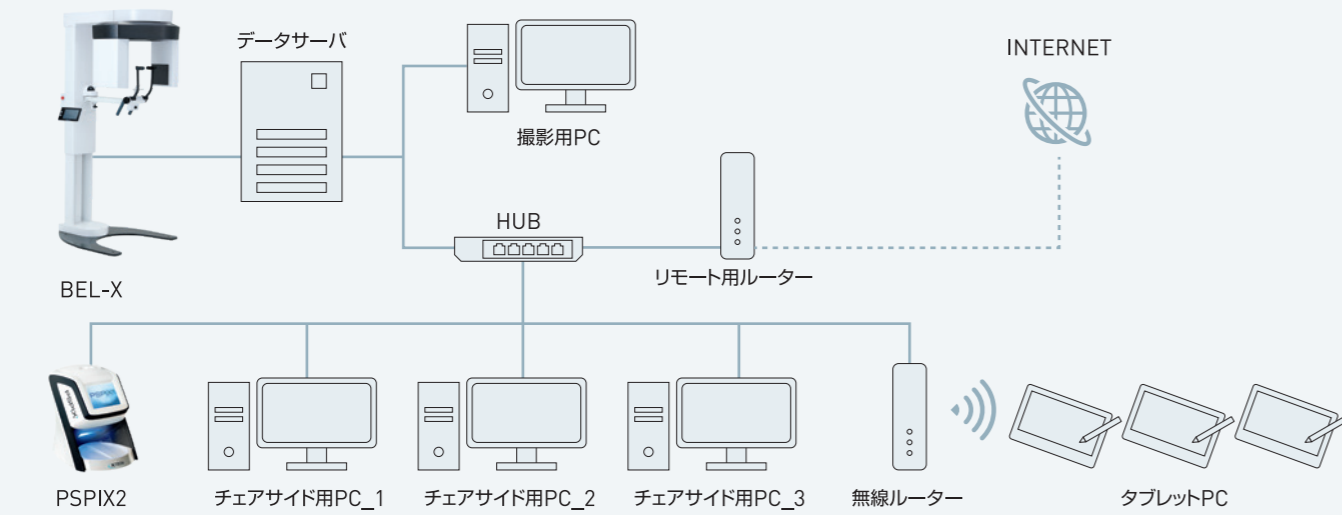 データサーバ
INTERNET
撮影用PC
HUB
リモート用ルーター
BEL-X
PSPIX2
チェアサイド用PC_1
チェアサイド用PC_2
チェアサイド用PC_3
無線ルーター
タブレットPC